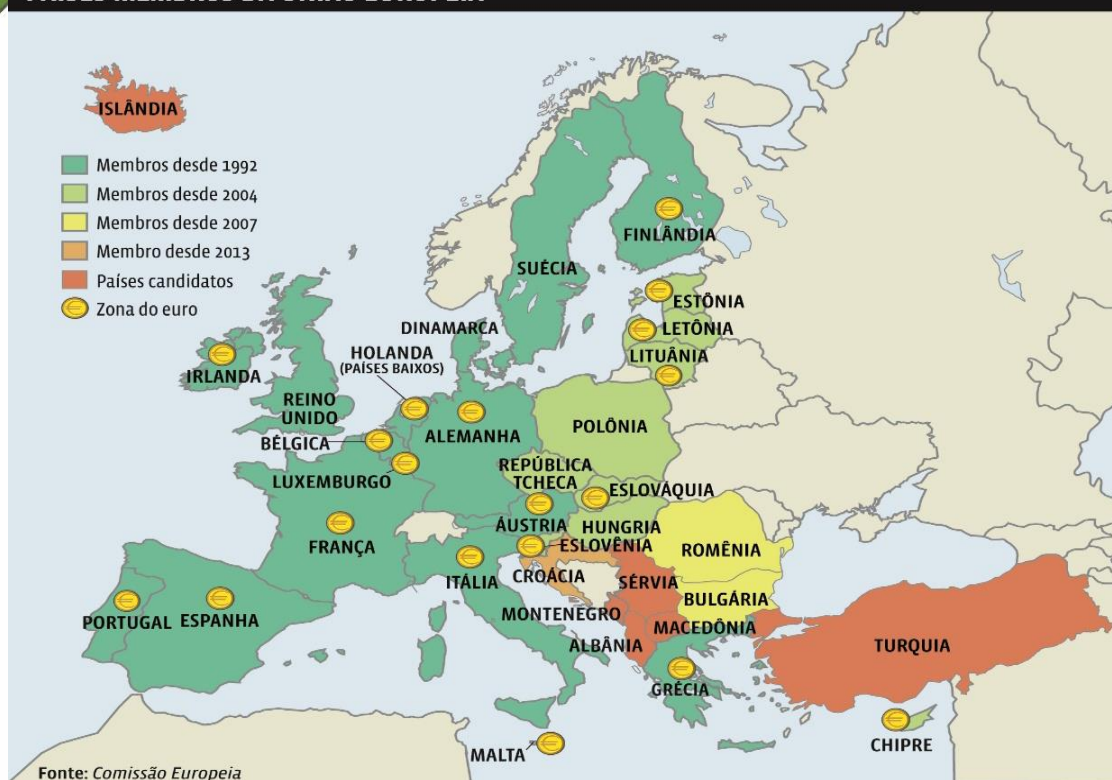 ISLÂNDIA
Membros desde 1992
Membros desde 2004
Membros desde 2007
Membro desde 2013
Países candidatos
Zona do euro
FINLÂNDIA
SUÉCIA
ESTÔNIA
LETÔNIA
LITUÂNIA
DINAMARCA
HOLANDA
(PAÍSES BAIXOS)
IRLANDA
REINO
UNIDO
BÉLGICA
ALEMANHA
POLÔNIA
LUXEMBURGO
REPÚBLICA
TCHECA
ESLOVÁQUIA
FRANÇA
ÁUSTRIA
HUNGRIA
ESLOVÊNIA
ROMÊNIA
ITÁLIA
CROÁCIA
SÉRVIA
BULGÁRIA
PORTUGAL
ESPANHA
MONTENEGRO
MACEDÔNIA
ALBÂNIA
TURQUIA
GRÉCIA
MALTA
CHIPRE
Fonte: Comissão Europeia